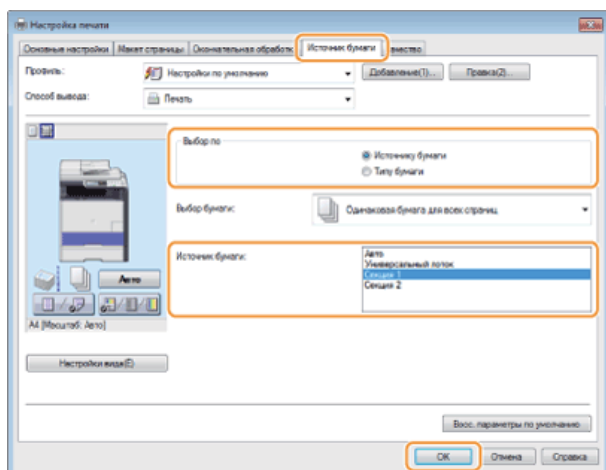 Настройка печати
Основные настройки Макет страницы Окончательная обработка Источник бумаги
Профиль: Настройки по умолчанию Добавление(1)... Правка(2)...
Способ вывода: Печать
Выбор по
Источнику бумаги
Типу бумаги
Выбор бумаги: Одинаковая бумага для всех страниц
Источник бумаги:
Авто
Универсальный лоток
Секция 1
Секция 2
Авто
A4 [Масштаб: Авто]
Настройки вида(E)
Восс. параметры по умолчанию
OK Отмена Справка